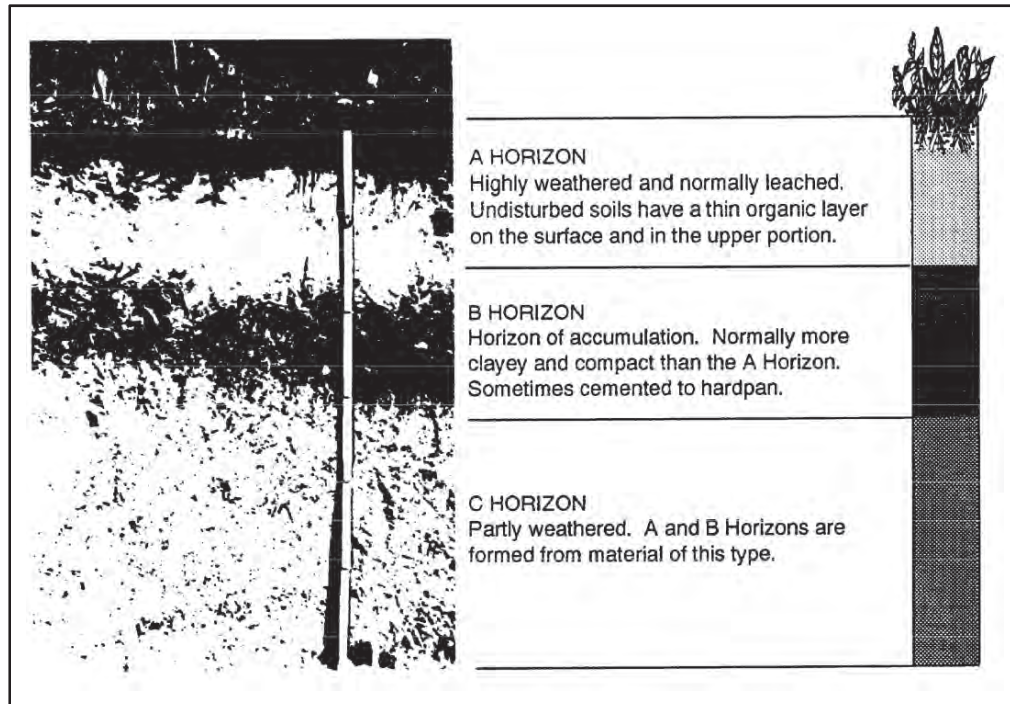 A HORIZON
Highly weathered and normally leached.
Undisturbed soils have a thin organic layer
on the surface and in the upper portion.
B HORIZON
Horizon of accumulation. Normally more
clayey and compact than the A Horizon.
Sometimes cemented to hardpan.
C HORIZON
Partly weathered. A and B Horizons are
formed from material of this type.